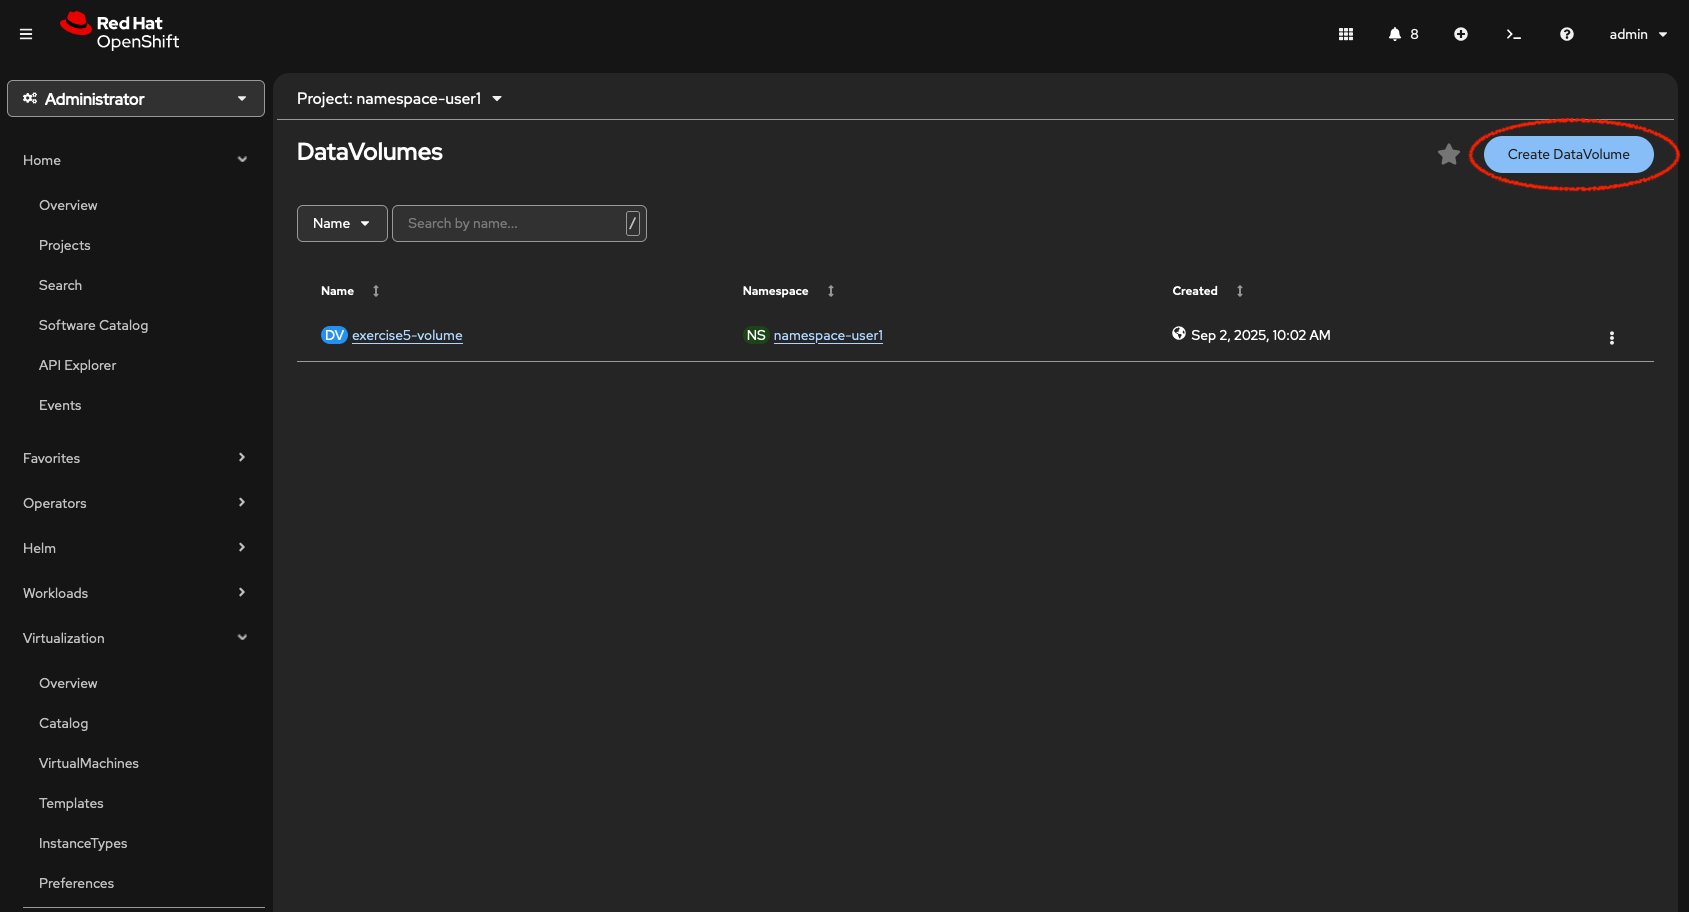 Red Hat
OpenShift
8
admin
Administrator
Home
Overview
Projects
Search
Software Catalog
API Explorer
Events
Favorites
Operators
Helm
Workloads
Virtualization
Overview
Catalog
VirtualMachines
Templates
InstanceTypes
Preferences
Project: namespace-user1
DataVolumes
Create DataVolume
Name
Search by name...
/
Name Namespace Created
DV exercise5-volume NS namespace-user1 Sep 2, 2025, 10:02 AM